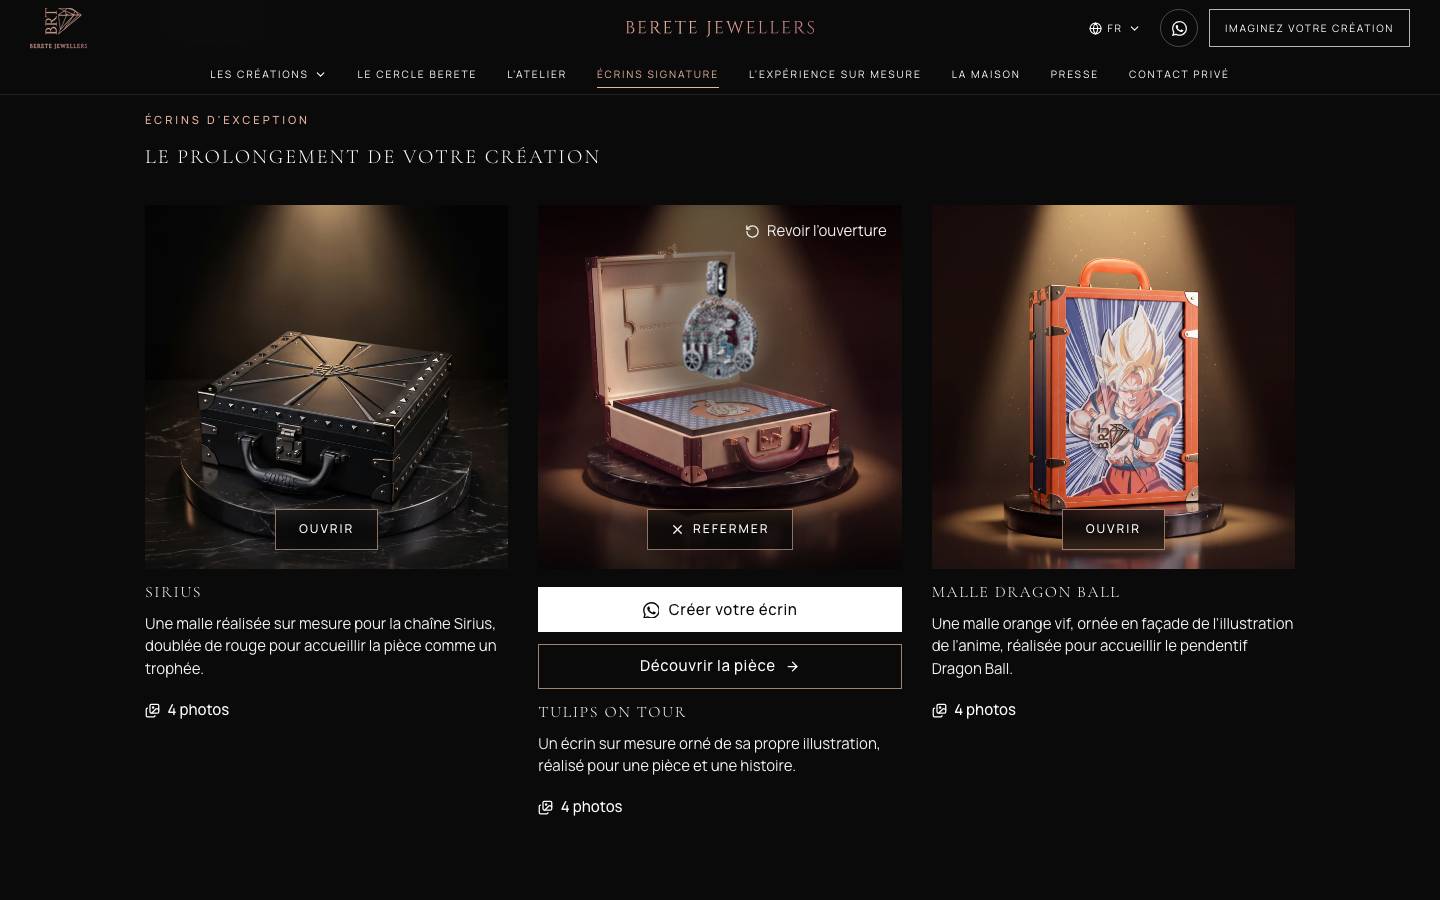 BRT
BERETE JEWELLERS
BERETE JEWELLERS
FR
IMAGINEZ VOTRE CRÉATION
LES CRÉATIONS
LE CERCLE BERETE
L'ATELIER
ÉCRINS SIGNATURE
L'EXPÉRIENCE SUR MESURE
LA MAISON
PRESSE
CONTACT PRIVÉ
ÉCRINS D'EXCEPTION
LE PROLONGEMENT DE VOTRE CRÉATION
OUVRIR
Revoir l'ouverture
REFERMER
BRT
OUVRIR
SIRIUS
Une malle réalisée sur mesure pour la chaîne Sirius,
doublée de rouge pour accueillir la pièce comme un
trophée.
4 photos
Créer votre écrin
Découvrir la pièce
TULIPS ON TOUR
Un écrin sur mesure orné de sa propre illustration,
réalisé pour une pièce et une histoire.
4 photos
MALLE DRAGON BALL
Une malle orange vif, ornée en façade de l'illustration
de l'anime, réalisée pour accueillir le pendentif
Dragon Ball.
4 photos